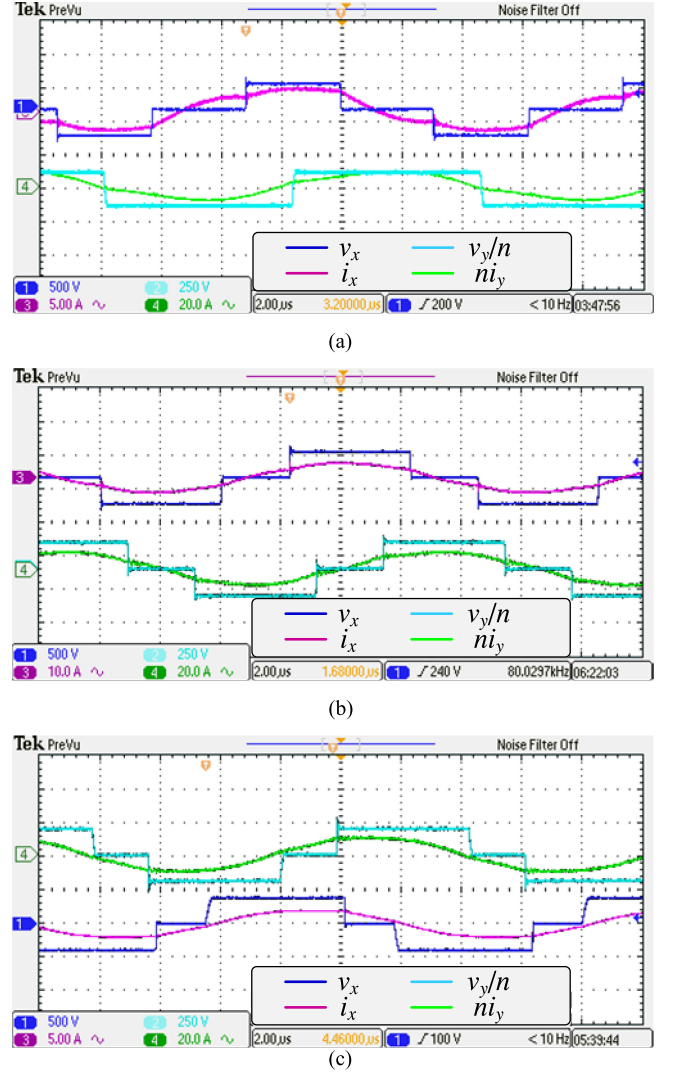 Tek PreVu Noise Filter Off
T
T
1
3
4
v_x v_y/n
i_x ni_y
1 500 V 2 250 V
3 5.00 A ∿ 4 20.0 A ∿ 2.00 µs 3.20000 µs 1 ƒ 200 V < 10 Hz 03:47:56
(a)
Tek PreVu Noise Filter Off
T
T
3
4
v_x v_y/n
i_x ni_y
1 500 V 2 250 V
3 10.0 A ∿ 4 20.0 A ∿ 2.00 µs 1.68000 µs 1 ƒ 240 V 80.0297kHz 06:22:03
(b)
Tek PreVu Noise Filter Off
T
T
4
1
v_x v_y/n
i_x ni_y
1 500 V 2 250 V
3 5.00 A ∿ 4 20.0 A ∿ 2.00 µs 4.46000 µs 1 ƒ 100 V < 10 Hz 05:39:44
(c)